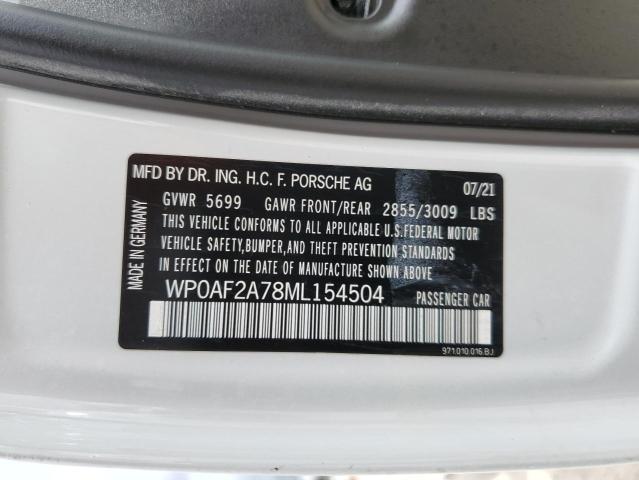 MFD BY DR. ING. H.C. F. PORSCHE AG 07/21
GVWR 5699 GAWR FRONT/REAR 2855/3009 LBS
THIS VEHICLE CONFORMS TO ALL APPLICABLE U.S.FEDERAL MOTOR
VEHICLE SAFETY,BUMPER,AND THEFT PREVENTION STANDARDS
IN EFFECT ON THE DATE OF MANUFACTURE SHOWN ABOVE.
WP0AF2A78ML154504 PASSENGER CAR
971.010.016.BJ
MADE IN GERMANY